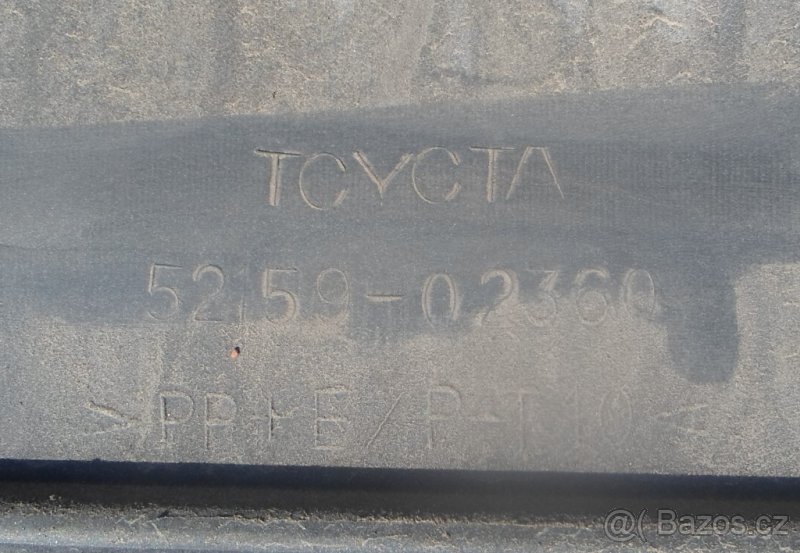 TOYOTA
52159-02360
>PP+E/P-T10<
@ Bazos.cz